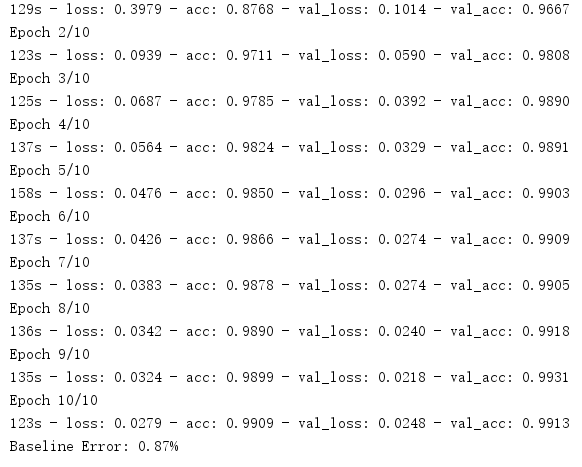 129s - loss: 0.3979 - acc: 0.8768 - val_loss: 0.1014 - val_acc: 0.9667
Epoch 2/10
123s - loss: 0.0939 - acc: 0.9711 - val_loss: 0.0590 - val_acc: 0.9808
Epoch 3/10
125s - loss: 0.0687 - acc: 0.9785 - val_loss: 0.0392 - val_acc: 0.9890
Epoch 4/10
137s - loss: 0.0564 - acc: 0.9824 - val_loss: 0.0329 - val_acc: 0.9891
Epoch 5/10
158s - loss: 0.0476 - acc: 0.9850 - val_loss: 0.0296 - val_acc: 0.9903
Epoch 6/10
137s - loss: 0.0426 - acc: 0.9866 - val_loss: 0.0274 - val_acc: 0.9909
Epoch 7/10
135s - loss: 0.0383 - acc: 0.9878 - val_loss: 0.0274 - val_acc: 0.9905
Epoch 8/10
136s - loss: 0.0342 - acc: 0.9890 - val_loss: 0.0240 - val_acc: 0.9918
Epoch 9/10
135s - loss: 0.0324 - acc: 0.9899 - val_loss: 0.0218 - val_acc: 0.9931
Epoch 10/10
123s - loss: 0.0279 - acc: 0.9909 - val_loss: 0.0248 - val_acc: 0.9913
Baseline Error: 0.87%